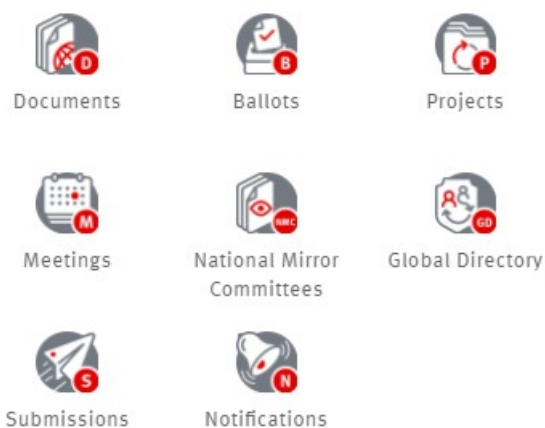 D B P
Documents Ballots Projects
M NMC GD
Meetings National Mirror Global Directory
Committees
S N
Submissions Notifications